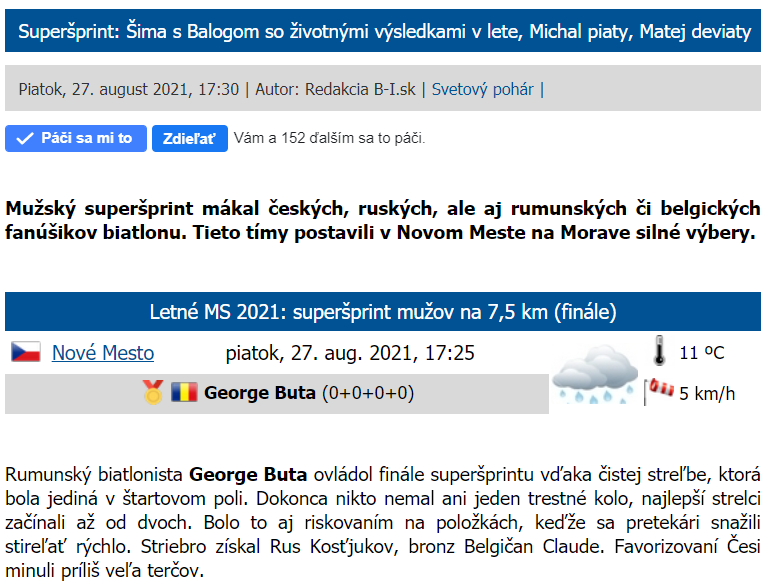 Superšprint: Šima s Balogom so životnými výsledkami v lete, Michal piaty, Matej deviaty
Piatok, 27. august 2021, 17:30 | Autor: Redakcia B-I.sk | Svetový pohár |
Páči sa mi to Zdieľať Vám a 152 ďalším sa to páči.
Mužský superšprint mákal českých, ruských, ale aj rumunských či belgických
fanúšikov biatlonu. Tieto tímy postavili v Novom Meste na Morave silné výbery.
Letné MS 2021: superšprint mužov na 7,5 km (finále)
Nové Mesto piatok, 27. aug. 2021, 17:25 11 ºC
George Buta (0+0+0+0) 5 km/h
Rumunský biatlonista George Buta ovládol finále superšprintu vďaka čistej streľbe, ktorá
bola jediná v štartovom poli. Dokonca nikto nemal ani jeden trestné kolo, najlepší strelci
začínali až od dvoch. Bolo to aj riskovaním na položkách, keďže sa pretekári snažili
stireľať rýchlo. Striebro získal Rus Kosťjukov, bronz Belgičan Claude. Favorizovaní Česi
minuli príliš veľa terčov.